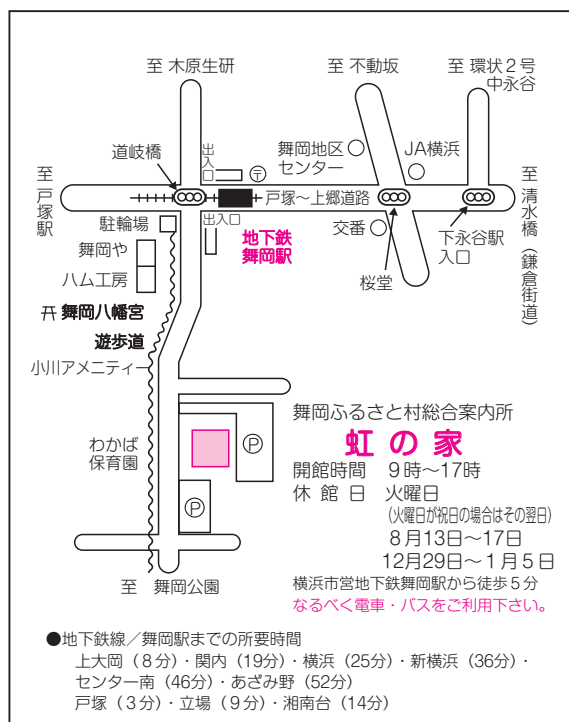 至 木原生研
至 不動坂
至 環状２号
中永谷
道岐橋
出入口
〒
舞岡地区
センター
JA横浜
至 戸塚駅
戸塚〜上郷道路
至 清水橋（鎌倉街道）
駐輪場
出入口
地下鉄
舞岡駅
交番
桜堂
下永谷駅
入口
舞岡や
ハム工房
舞岡八幡宮
遊歩道
小川アメニティー
わかば
保育園
P
P
至 舞岡公園
舞岡ふるさと村総合案内所
虹の家
開館時間 ９時〜17時
休館日 火曜日
(火曜日が祝日の場合はその翌日)
８月13日〜17日
12月29日〜１月５日
横浜市営地下鉄舞岡駅から徒歩５分
なるべく電車・バスをご利用下さい。
●地下鉄線／舞岡駅までの所要時間
上大岡（８分）・関内（19分）・横浜（25分）・新横浜（36分）・
センター南（46分）・あざみ野（52分）
戸塚（３分）・立場（９分）・湘南台（14分）